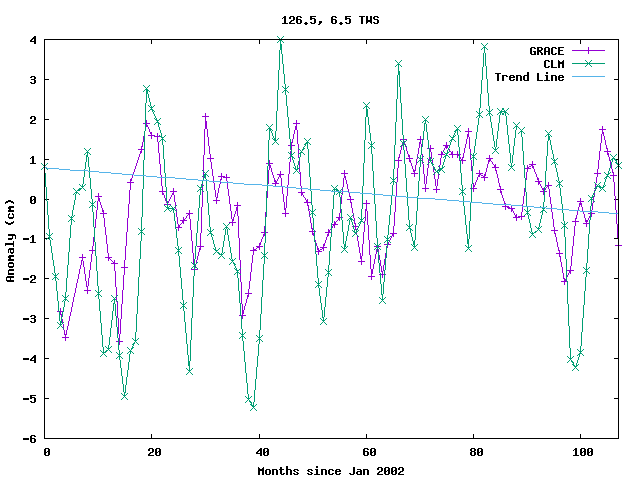 126.5, 6.5 TWS
GRACE
CLM
Trend Line
4
3
2
1
0
-1
-2
-3
-4
-5
-6
Anomaly (cm)
0 20 40 60 80 100
Months since Jan 2002